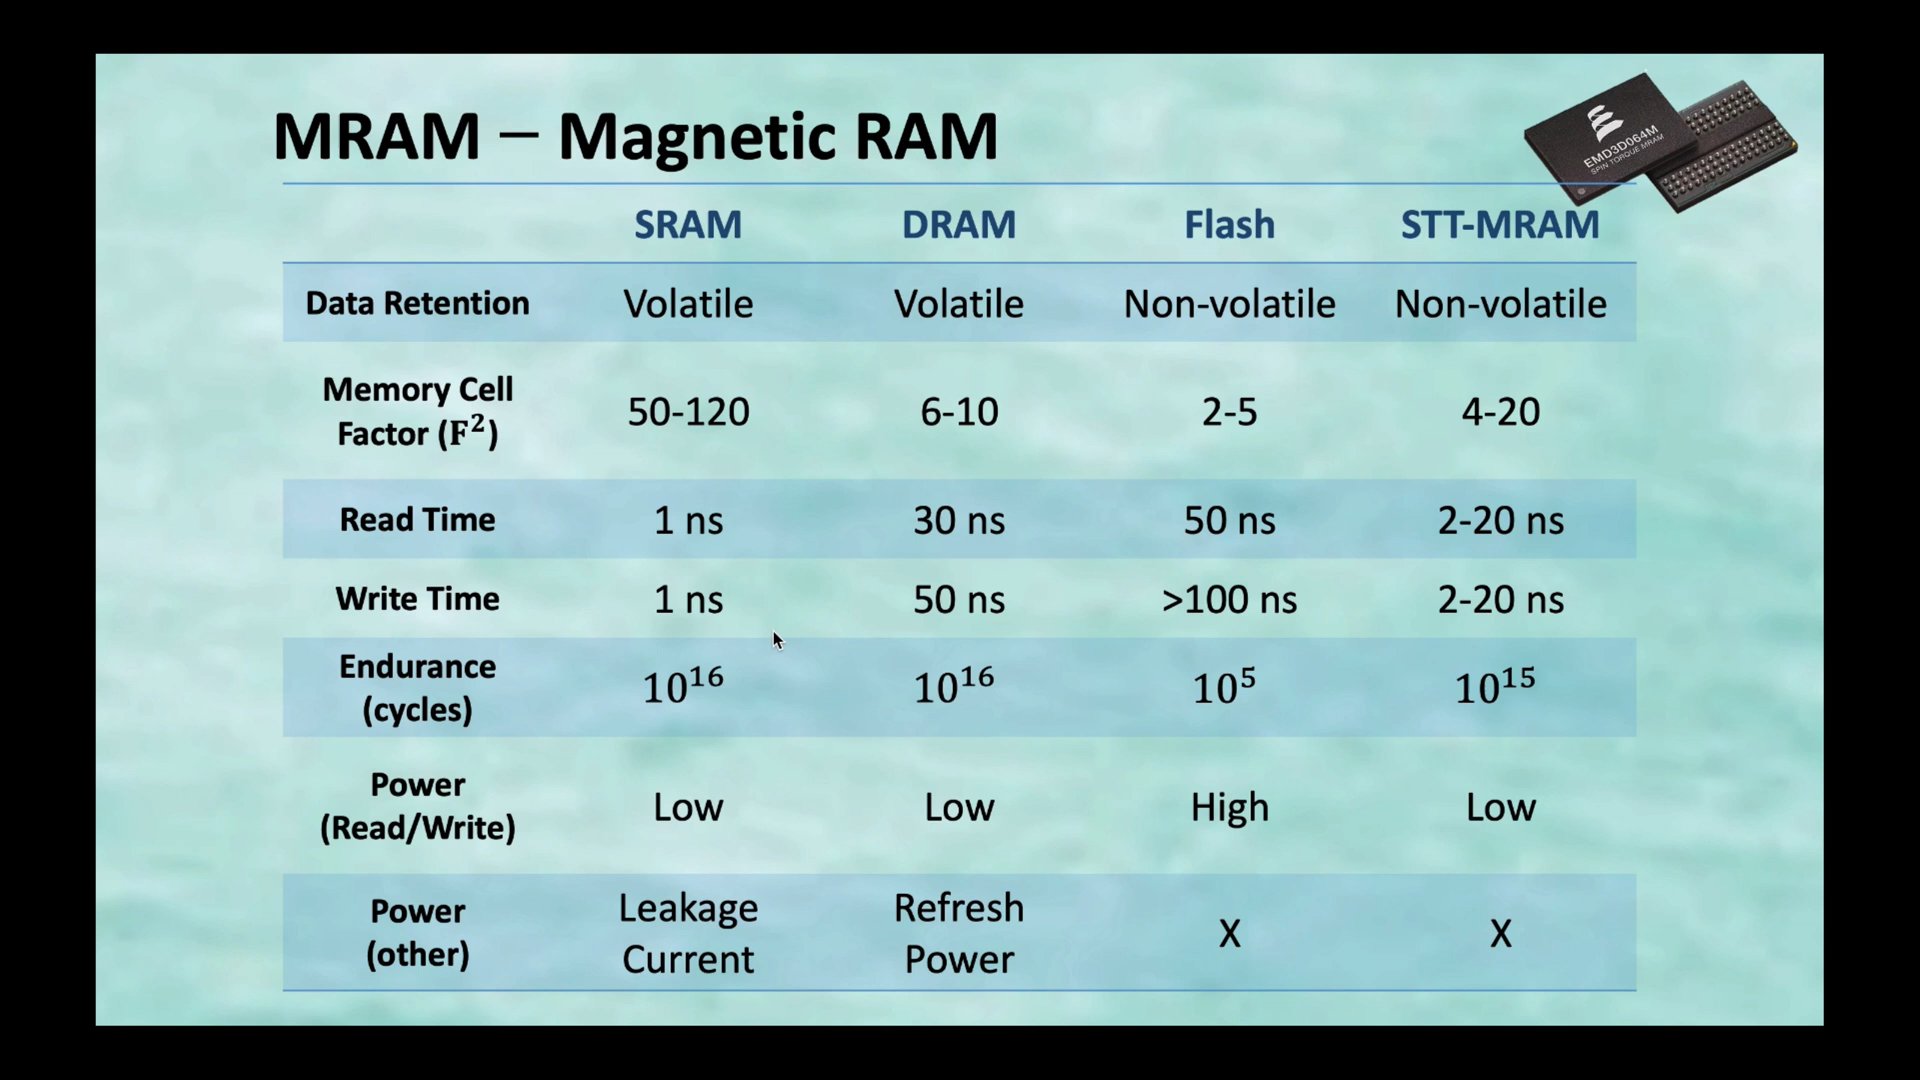 MRAM – Magnetic RAM
EMD3D064M
SPIN TORQUE MRAM
SRAM DRAM Flash STT-MRAM
Data Retention Volatile Volatile Non-volatile Non-volatile
Memory Cell
Factor (F²) 50-120 6-10 2-5 4-20
Read Time 1 ns 30 ns 50 ns 2-20 ns
Write Time 1 ns 50 ns >100 ns 2-20 ns
Endurance
(cycles) 10¹⁶ 10¹⁶ 10⁵ 10¹⁵
Power
(Read/Write) Low Low High Low
Power
(other) Leakage Current Refresh Power X X